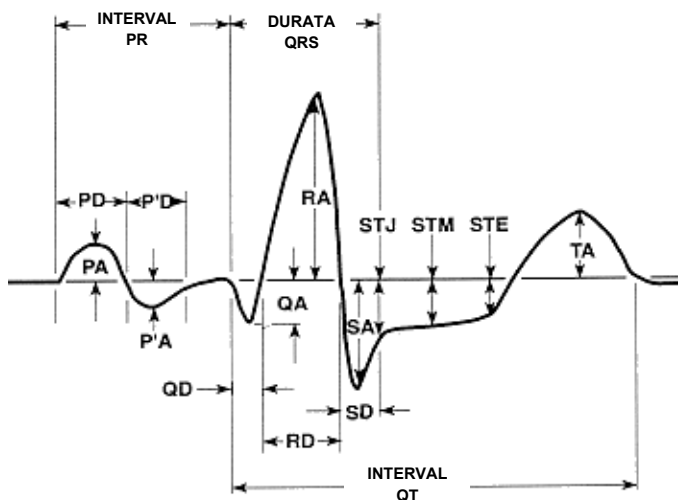 INTERVAL
PR
DURATA
QRS
PD
P'D
RA
STJ
STM
STE
PA
TA
QA
P'A
SA
QD
SD
RD
INTERVAL
QT